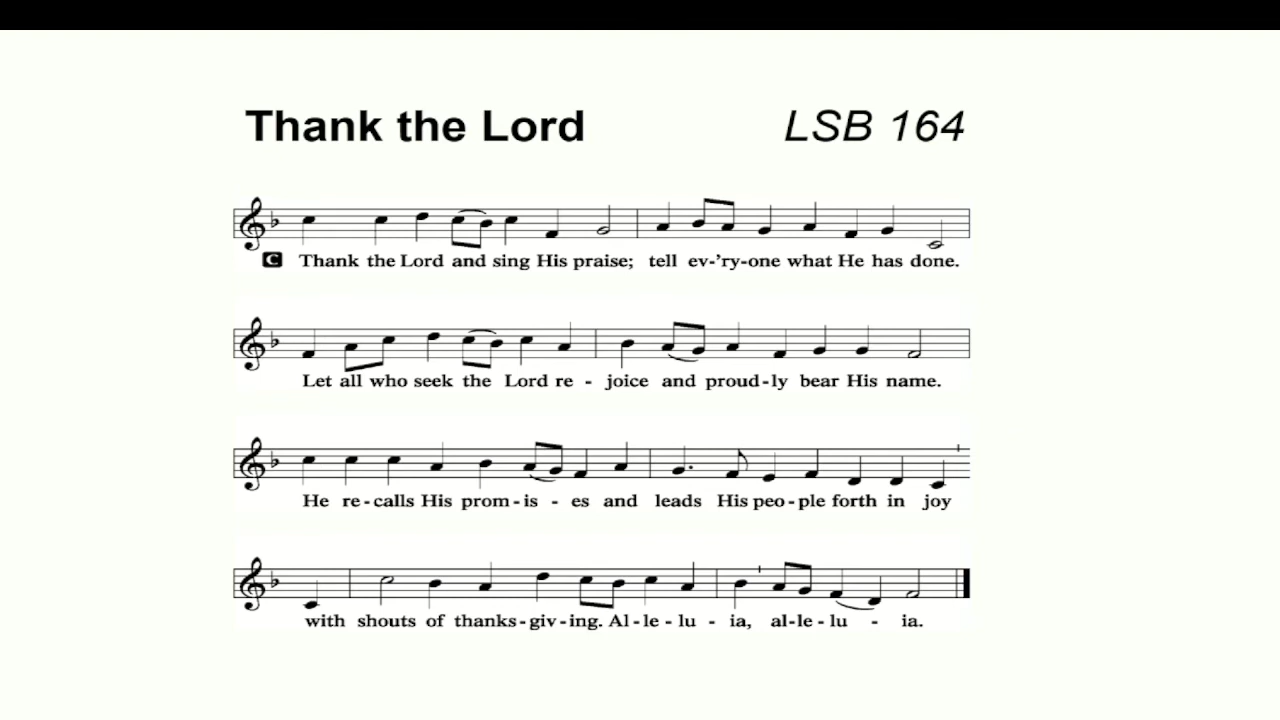 Thank the Lord LSB 164
C Thank the Lord and sing His praise; tell ev-’ry-one what He has done.
Let all who seek the Lord re - joice and proud-ly bear His name.
He re-calls His prom-is - es and leads His peo-ple forth in joy
with shouts of thanks-giv-ing. Al-le-lu - ia, al-le-lu - ia.